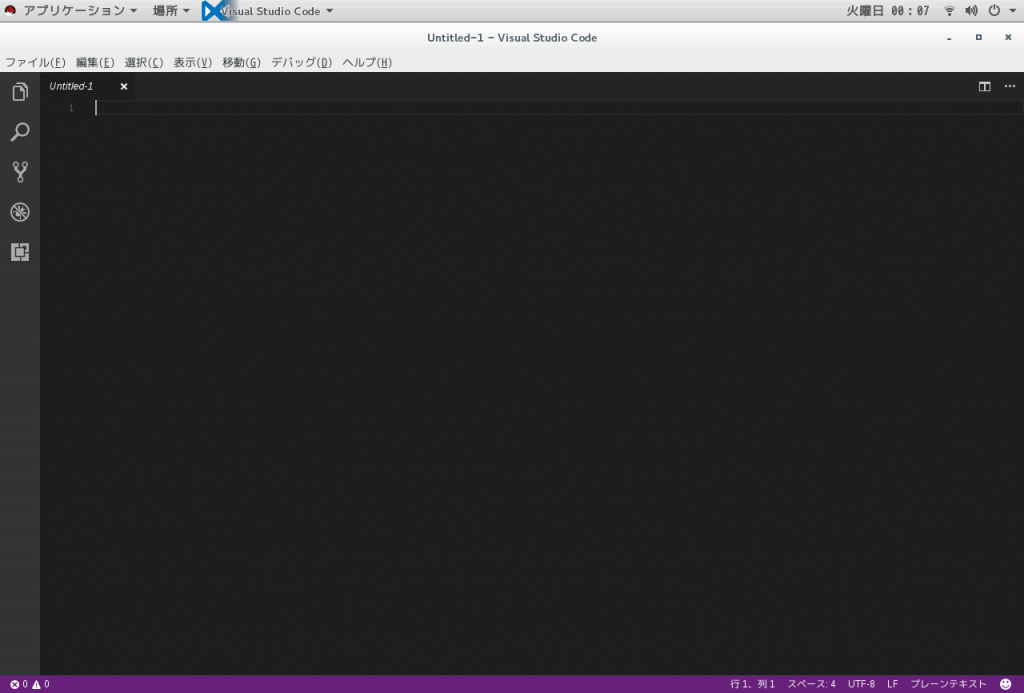 アプリケーション 場所 Visual Studio Code 火曜日 00:07
Untitled-1 - Visual Studio Code
ファイル(F) 編集(E) 選択(C) 表示(V) 移動(G) デバッグ(D) ヘルプ(H)
Untitled-1
1
0 0 行 1、列 1 スペース: 4 UTF-8 LF プレーンテキスト